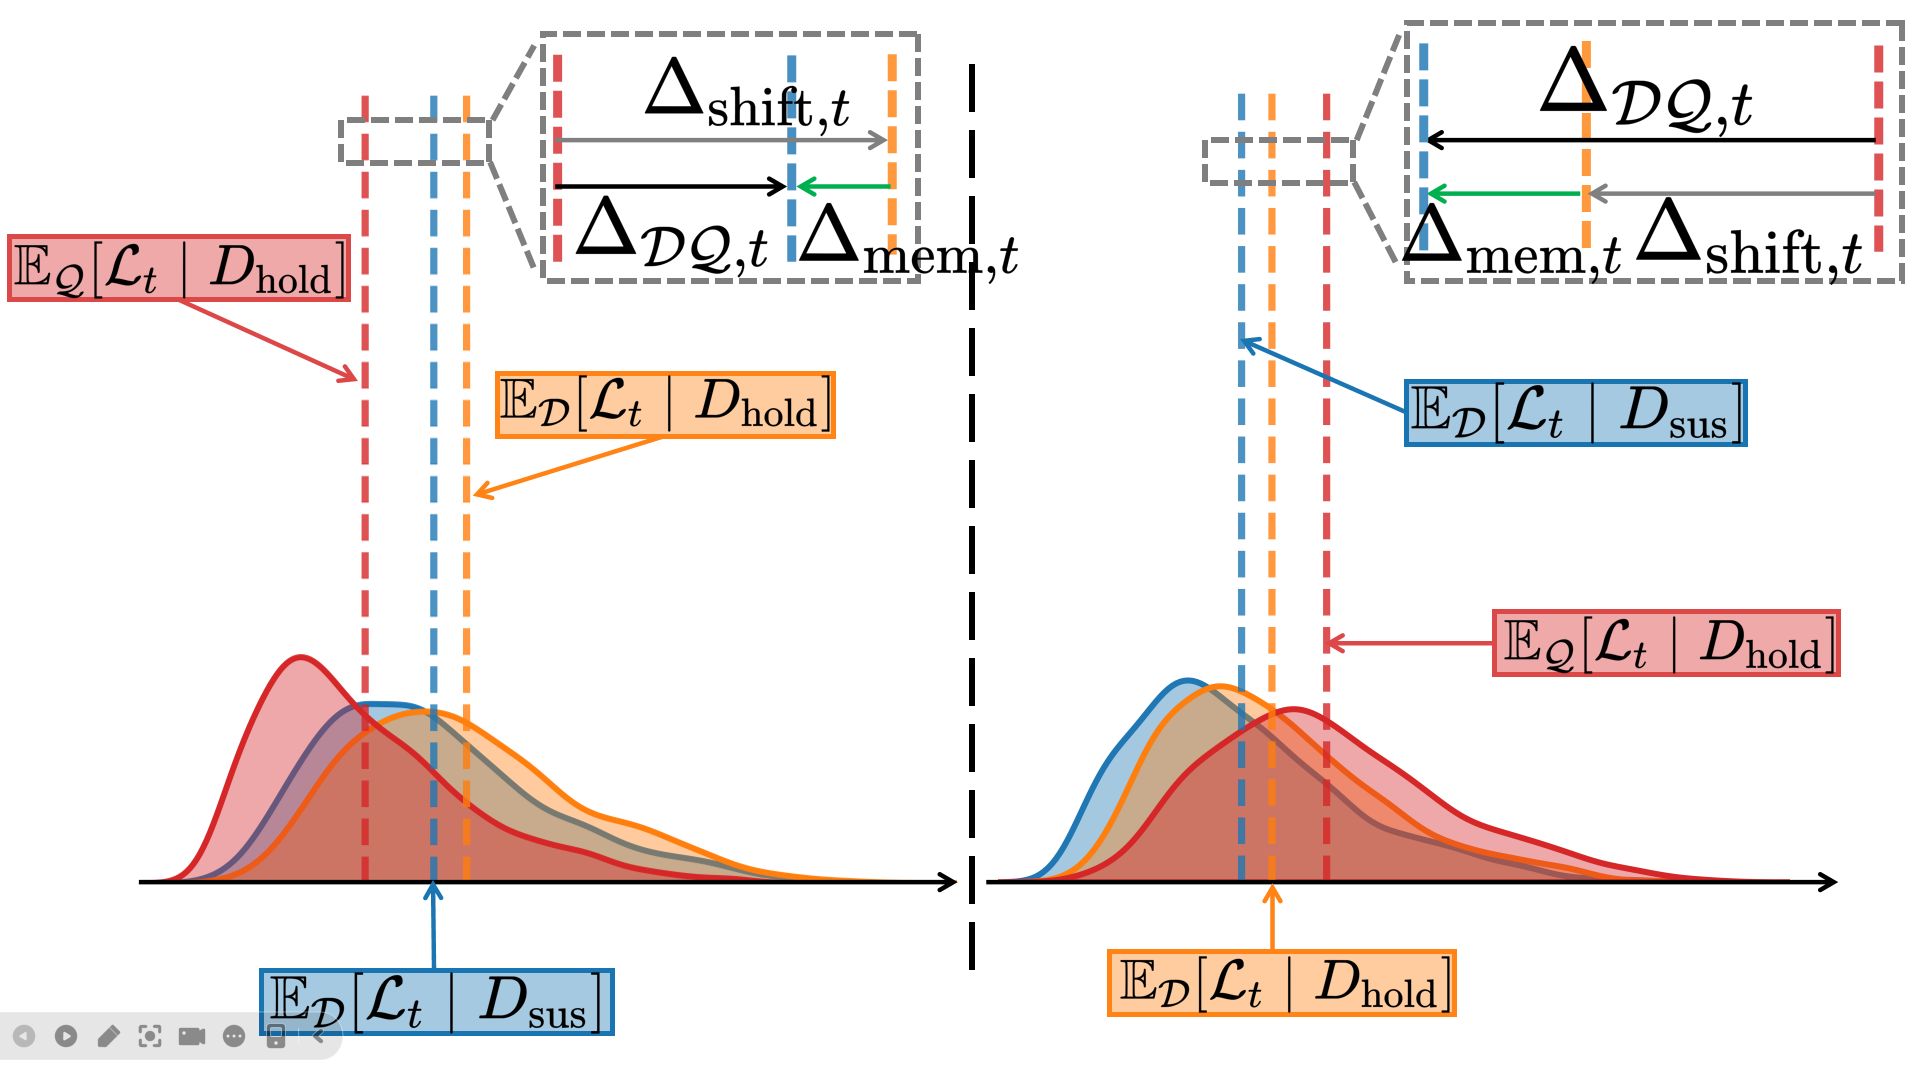 Δshift,t
Δ𝒟𝒬,t
Δmem,t
𝔼𝒬[ℒt | Dhold]
𝔼𝒟[ℒt | Dhold]
𝔼𝒟[ℒt | Dsus]
Δ𝒟𝒬,t
Δmem,t
Δshift,t
𝔼𝒟[ℒt | Dsus]
𝔼𝒬[ℒt | Dhold]
𝔼𝒟[ℒt | Dhold]